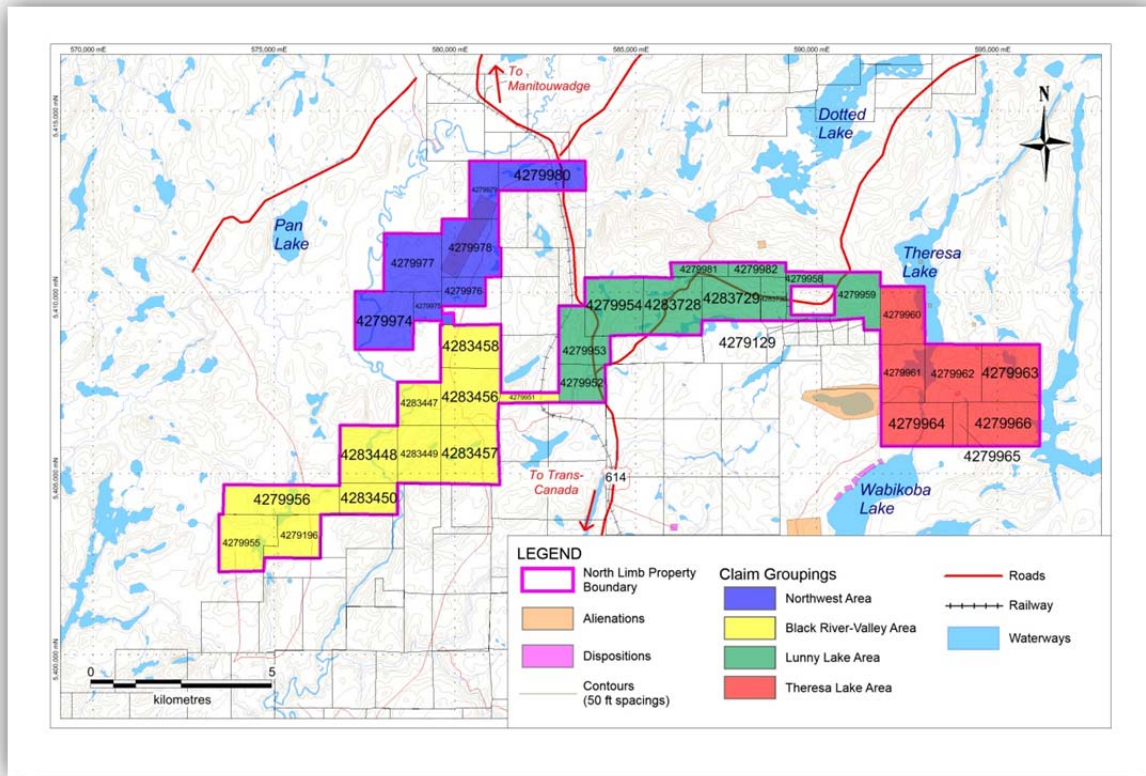 570,000 mE
575,000 mE
580,000 mE
585,000 mE
590,000 mE
595,000 mE
5,415,000 mN
5,410,000 mN
5,405,000 mN
5,400,000 mN
To
Manitouwadge
Dotted
Lake
N
Pan
Lake
Theresa
Lake
4279980
4279979
4279978
4279977
4279976
4279975
4279974
4279981
4279982
4279958
4279954
4283728
4283729
4279959
4279960
4279953
4279129
4283458
4279952
4279961
4279962
4279963
4283447
4283456
4279951
4279964
4279966
4279965
4283448
4283449
4283457
To Trans-
Canada
614
Wabikoba
Lake
4279956
4283450
4279955
4279196
0
5
kilometres
LEGEND
North Limb Property
Boundary
Alienations
Dispositions
Contours
(50 ft spacings)
Claim Groupings
Northwest Area
Black River-Valley Area
Lunny Lake Area
Theresa Lake Area
Roads
Railway
Waterways